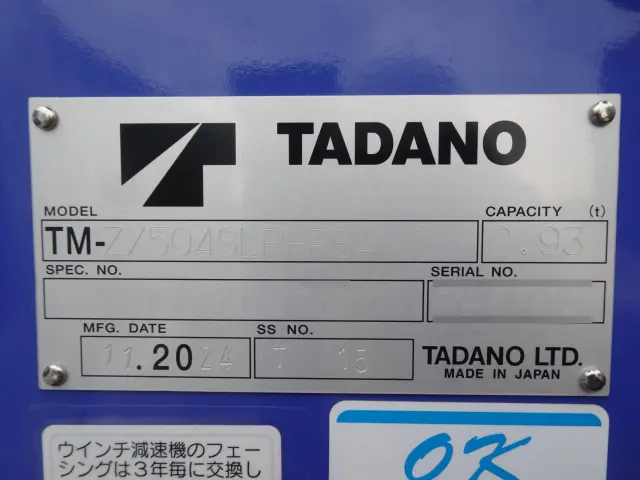 TADANO
MODEL
CAPACITY (t)
TM-ZX504SLRHRS1 2.93
SPEC. NO.
SERIAL NO.
MFG. DATE
SS NO.
11.2024
T 15
TADANO LTD.
MADE IN JAPAN
ウインチ減速機のフェー
シングは3年毎に交換し
OK